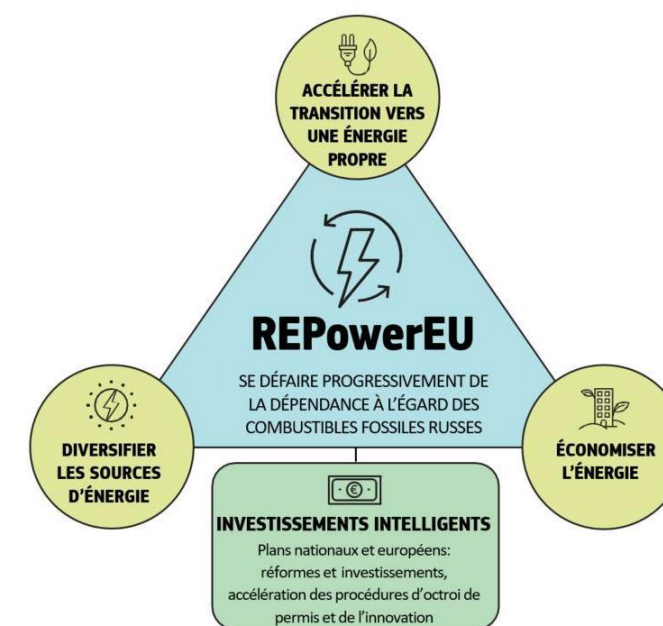 ACCÉLÉRER LA
TRANSITION VERS
UNE ÉNERGIE
PROPRE
REPowerEU
SE DÉFAIRE PROGRESSIVEMENT DE
LA DÉPENDANCE À L'ÉGARD DES
COMBUSTIBLES FOSSILES RUSSES
DIVERSIFIER
LES SOURCES
D'ÉNERGIE
ÉCONOMISER
L'ÉNERGIE
€
INVESTISSEMENTS INTELLIGENTS
Plans nationaux et européens:
réformes et investissements,
accélération des procédures d'octroi de
permis et de l'innovation